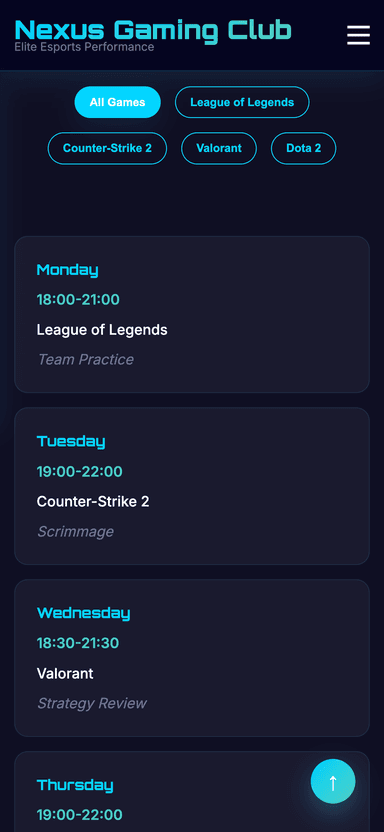 Nexus Gaming Club
Elite Esports Performance
All Games
League of Legends
Counter-Strike 2
Valorant
Dota 2
Monday
18:00-21:00
League of Legends
Team Practice
Tuesday
19:00-22:00
Counter-Strike 2
Scrimmage
Wednesday
18:30-21:30
Valorant
Strategy Review
Thursday
19:00-22:00
↑